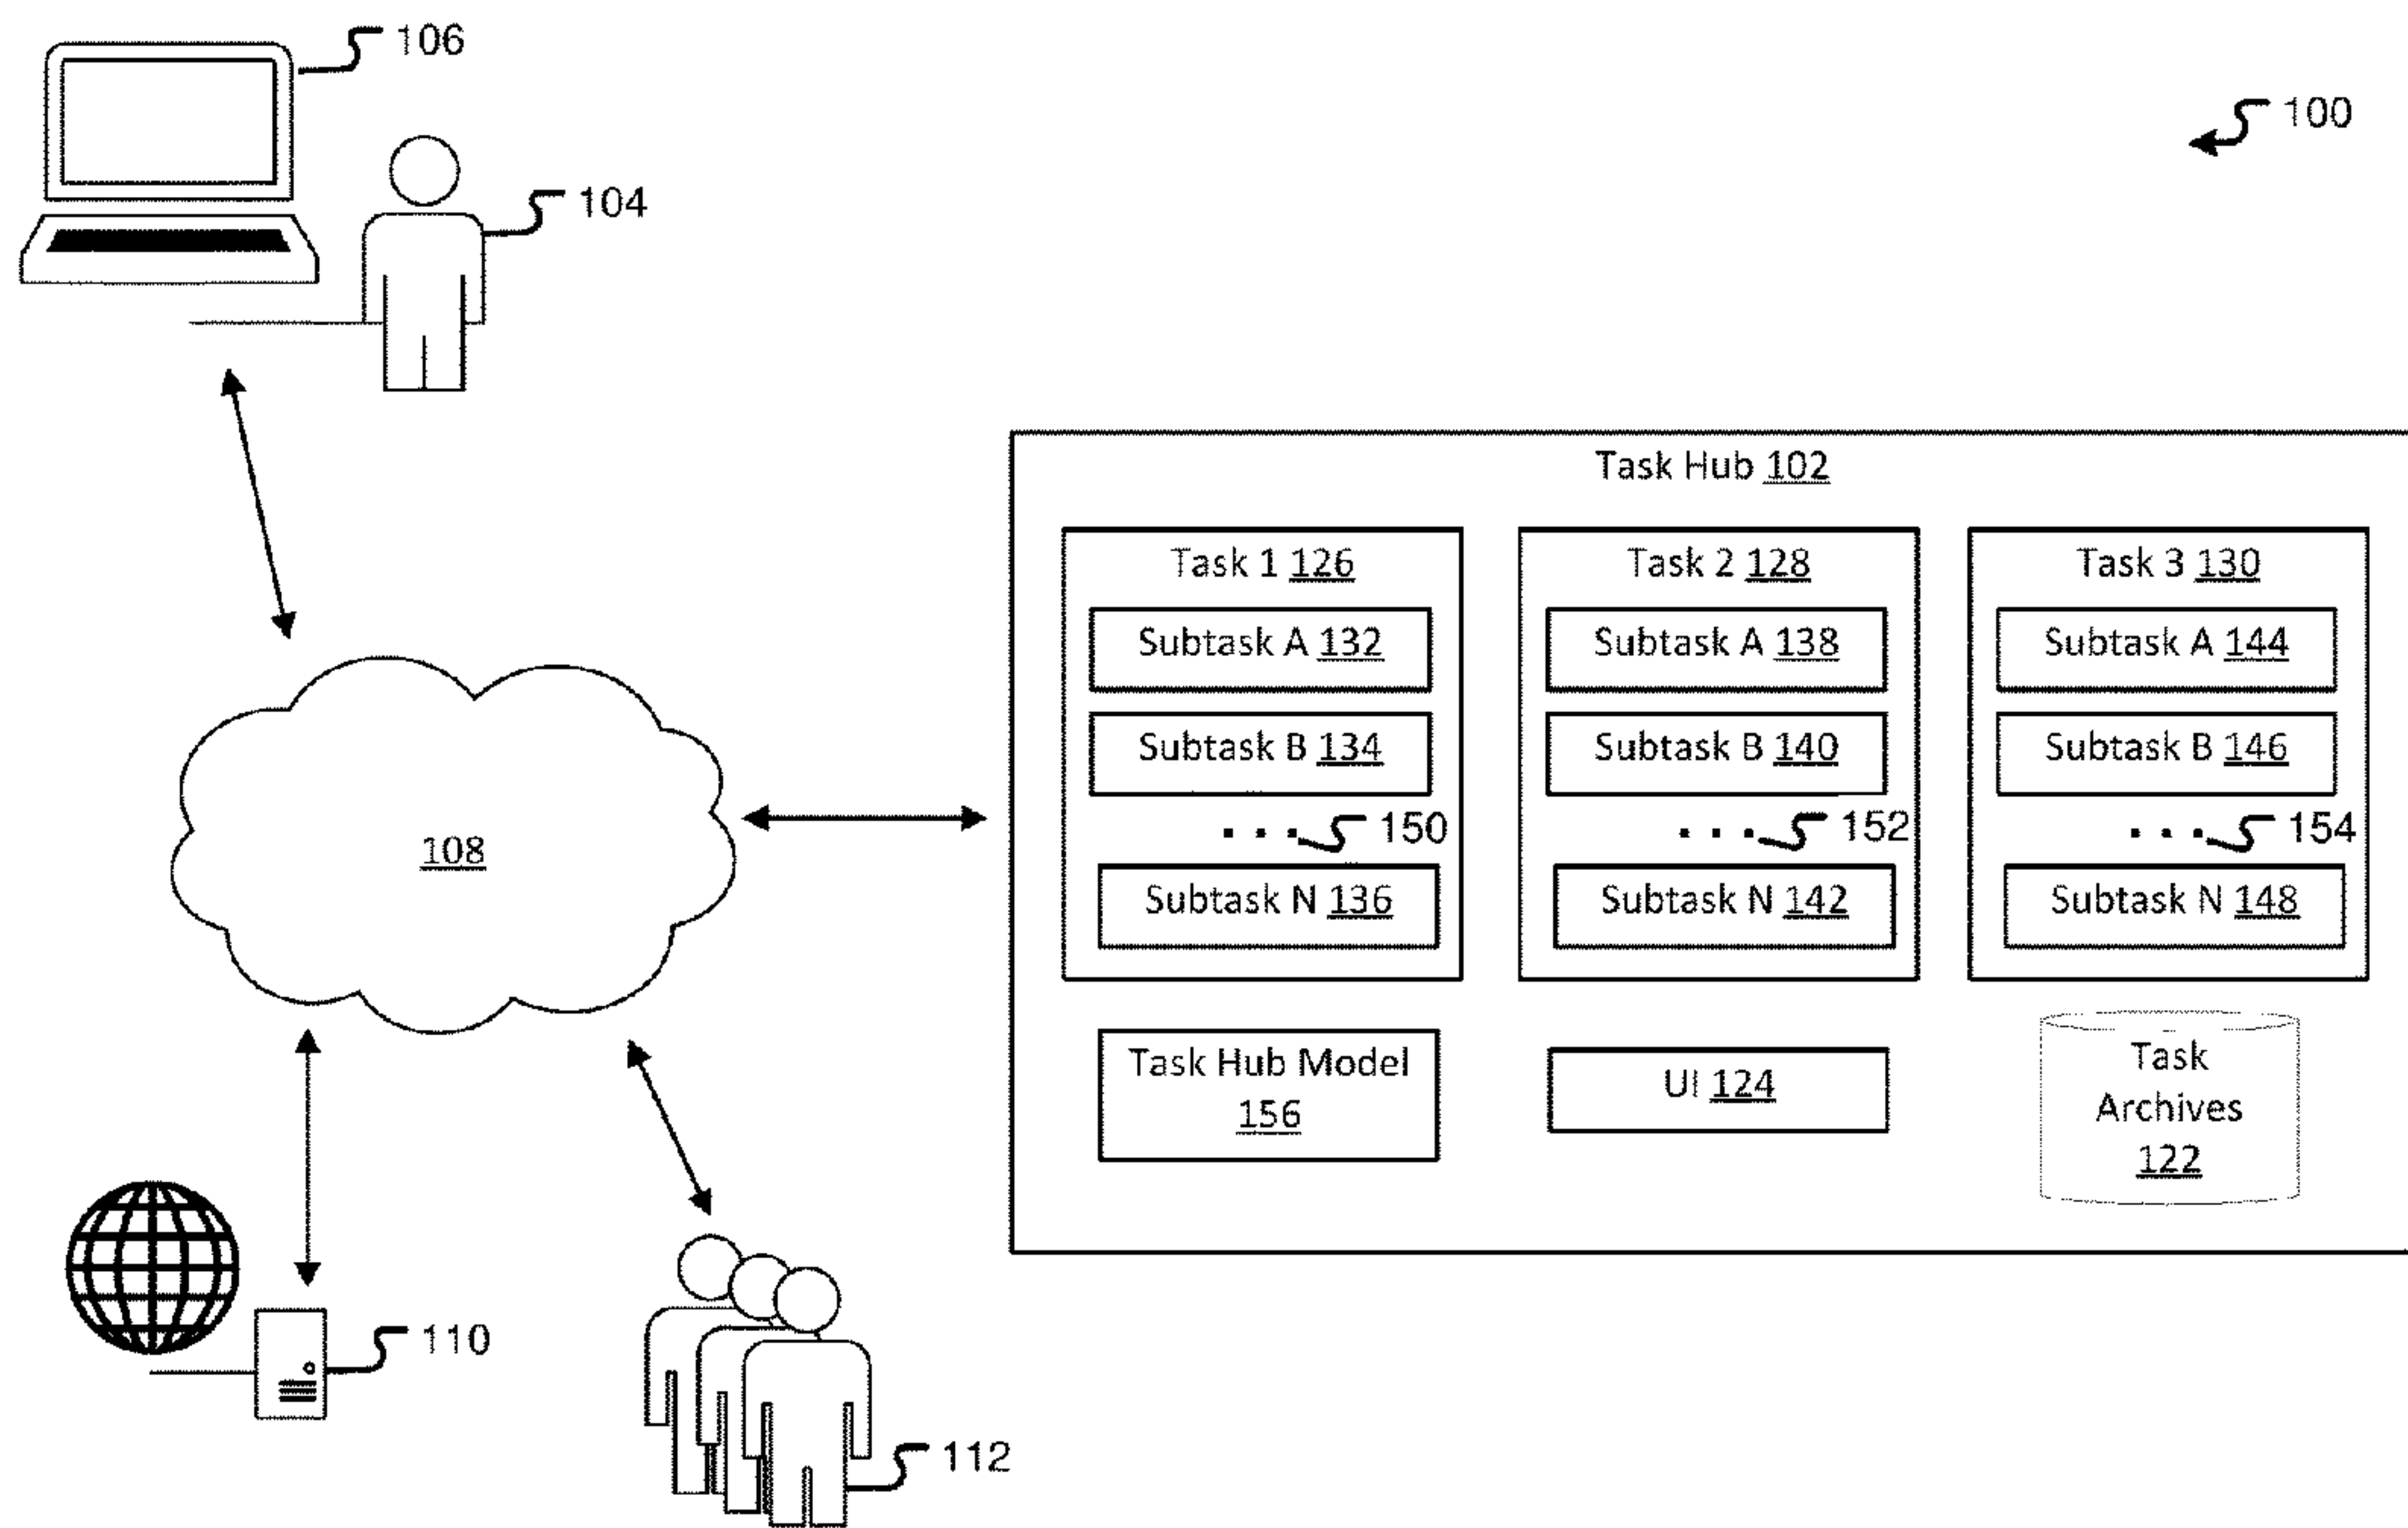 106
100
104
Task Hub 102
Task 1 126
Subtask A 132
Subtask B 134
. . . 150
Subtask N 136
Task 2 128
Subtask A 138
Subtask B 140
. . . 152
Subtask N 142
Task 3 130
Subtask A 144
Subtask B 146
. . . 154
Subtask N 148
108
Task Hub Model
156
UI 124
Task
Archives
122
110
112